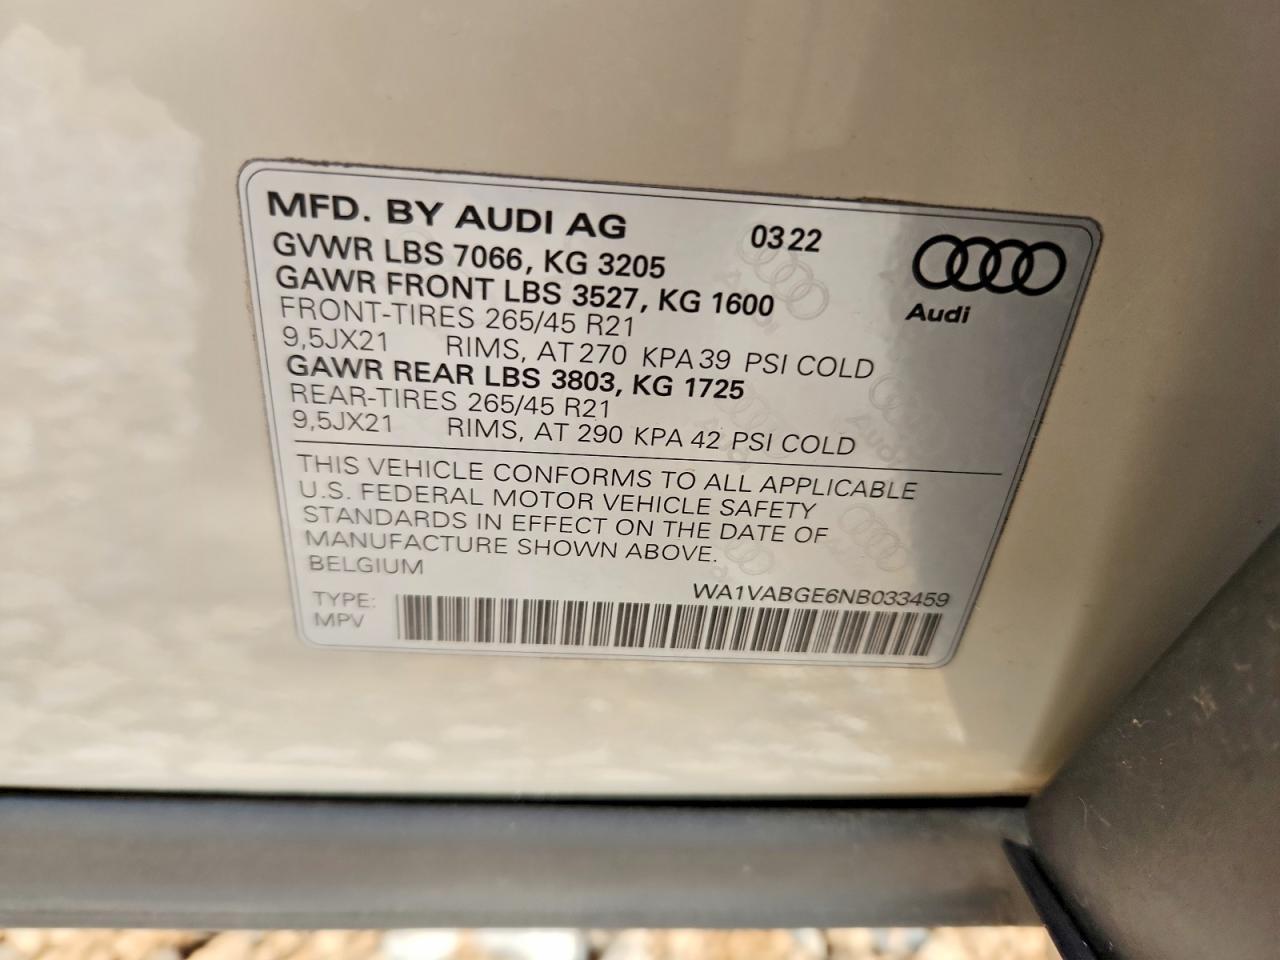 MFD. BY AUDI AG 0322
GVWR LBS 7066, KG 3205
GAWR FRONT LBS 3527, KG 1600
Audi
FRONT-TIRES 265/45 R21
9,5JX21 RIMS, AT 270 KPA 39 PSI COLD
GAWR REAR LBS 3803, KG 1725
REAR-TIRES 265/45 R21
9,5JX21 RIMS, AT 290 KPA 42 PSI COLD
THIS VEHICLE CONFORMS TO ALL APPLICABLE
U.S. FEDERAL MOTOR VEHICLE SAFETY
STANDARDS IN EFFECT ON THE DATE OF
MANUFACTURE SHOWN ABOVE.
BELGIUM
WA1VABGE6NB033459
TYPE:
MPV